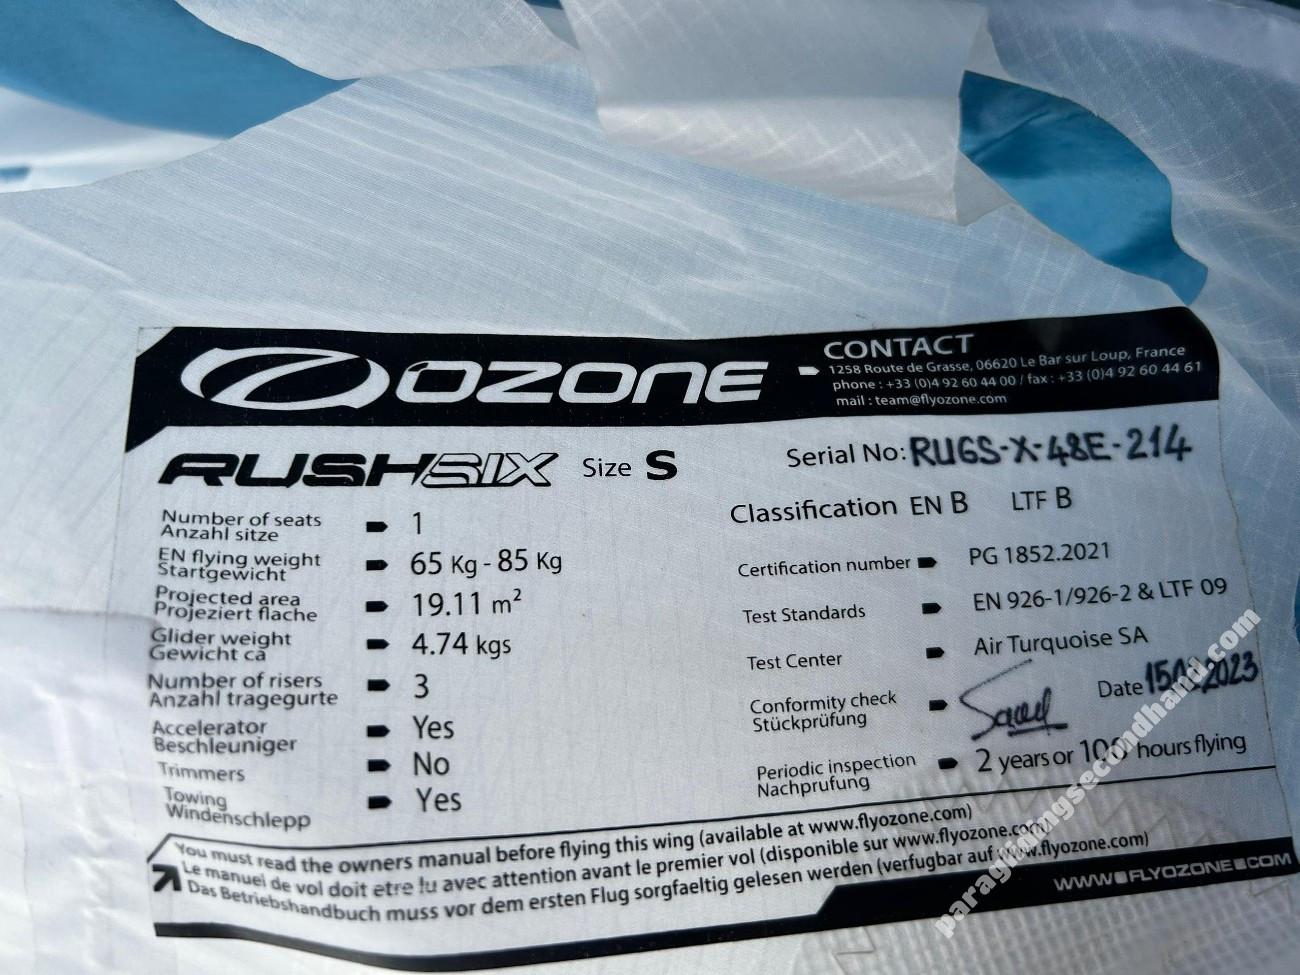 OZONE
CONTACT
1258 Route de Grasse, 06620 Le Bar sur Loup, France
phone : +33 (0)4 92 60 44 00 / fax : +33 (0)4 92 60 44 61
mail : team@flyozone.com
RUSHSIX Size S
Serial No: RUGS-X-48E-214
Number of seats 1
Anzahl sitze
EN flying weight 65 Kg - 85 Kg
Startgewicht
Projected area 19.11 m²
Projeziert flache
Glider weight 4.74 kgs
Gewicht ca
Number of risers 3
Anzahl tragegurte
Accelerator Yes
Beschleuniger
Trimmers No
Towing Yes
Windenschlepp
Classification EN B LTF B
Certification number PG 1852.2021
Test Standards EN 926-1/926-2 & LTF 09
Test Center Air Turquoise SA
Conformity check
Stückprüfung
Date 2023
Periodic inspection 2 years or 100 hours flying
Nachprufung
You must read the owners manual before flying this wing (available at www.flyozone.com)
Le manuel de vol doit etre lu avec attention avant le premier vol (disponible sur www.flyozone.com)
Das Betriebshandbuch muss vor dem ersten Flug sorgfaeltig gelesen werden (verfugbar auf www.flyozone.com)
WWW.FLYOZONE.COM
paraglidingsecondhand.com